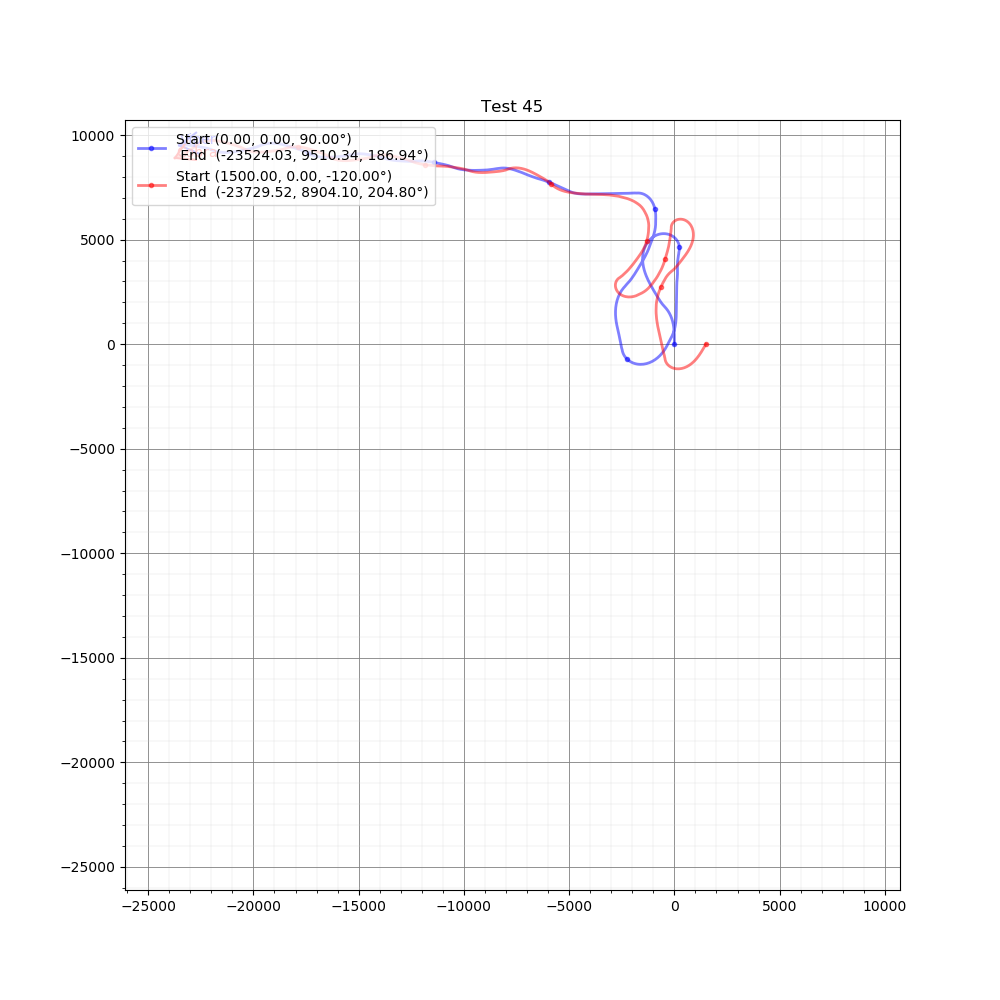 Test 45
Start (0.00, 0.00, 90.00°)
End (-23524.03, 9510.34, 186.94°)
Start (1500.00, 0.00, -120.00°)
End (-23729.52, 8904.10, 204.80°)
10000
5000
0
−5000
−10000
−15000
−20000
−25000
−25000 −20000 −15000 −10000 −5000 0 5000 10000